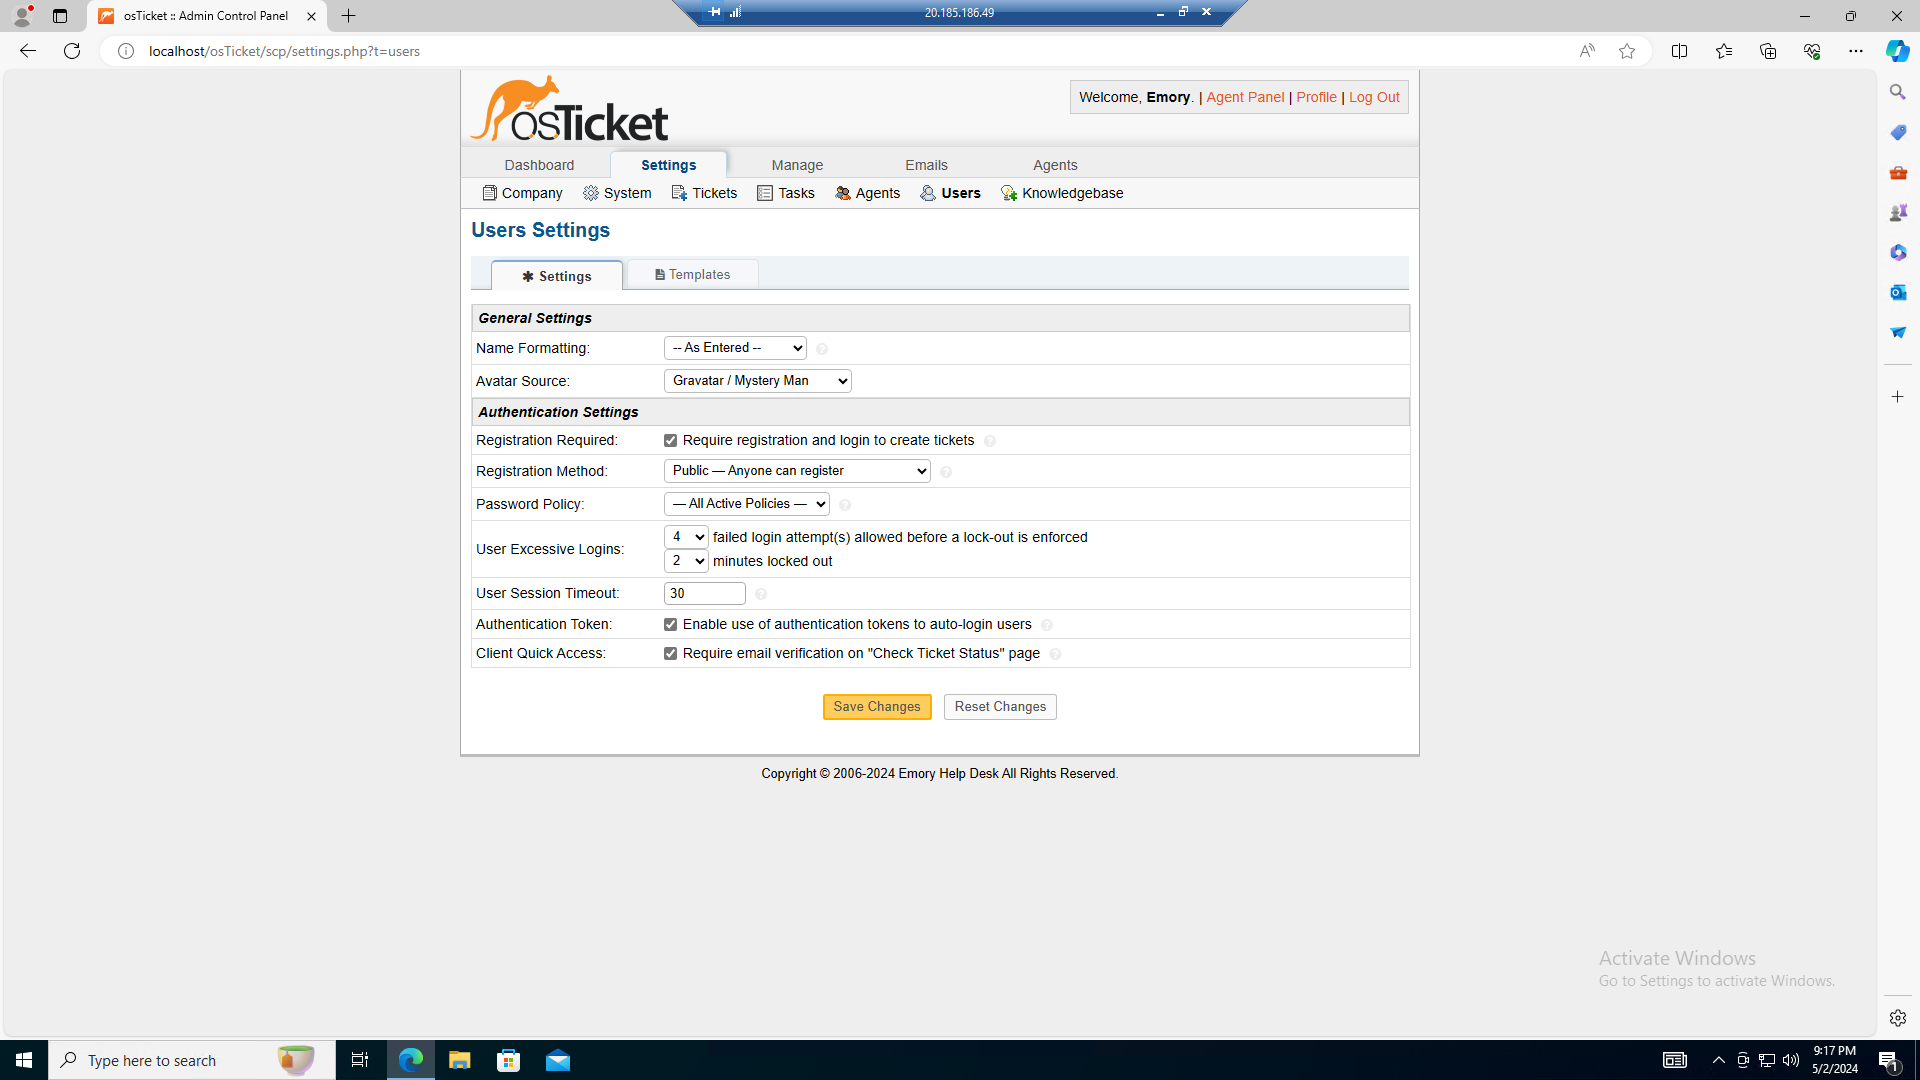 osTicket :: Admin Control Panel
20.185.186.49
localhost/osTicket/scp/settings.php?t=users
osTicket
Welcome, Emory. | Agent Panel | Profile | Log Out
Dashboard Settings Manage Emails Agents
Company System Tickets Tasks Agents Users Knowledgebase
Users Settings
Settings Templates
General Settings
Name Formatting: -- As Entered --
Avatar Source: Gravatar / Mystery Man
Authentication Settings
Registration Required: Require registration and login to create tickets
Registration Method: Public — Anyone can register
Password Policy: — All Active Policies —
User Excessive Logins: 4 failed login attempt(s) allowed before a lock-out is enforced
2 minutes locked out
User Session Timeout: 30
Authentication Token: Enable use of authentication tokens to auto-login users
Client Quick Access: Require email verification on "Check Ticket Status" page
Save Changes Reset Changes
Copyright © 2006-2024 Emory Help Desk All Rights Reserved.
Activate Windows
Go to Settings to activate Windows.
Type here to search
9:17 PM
5/2/2024
1